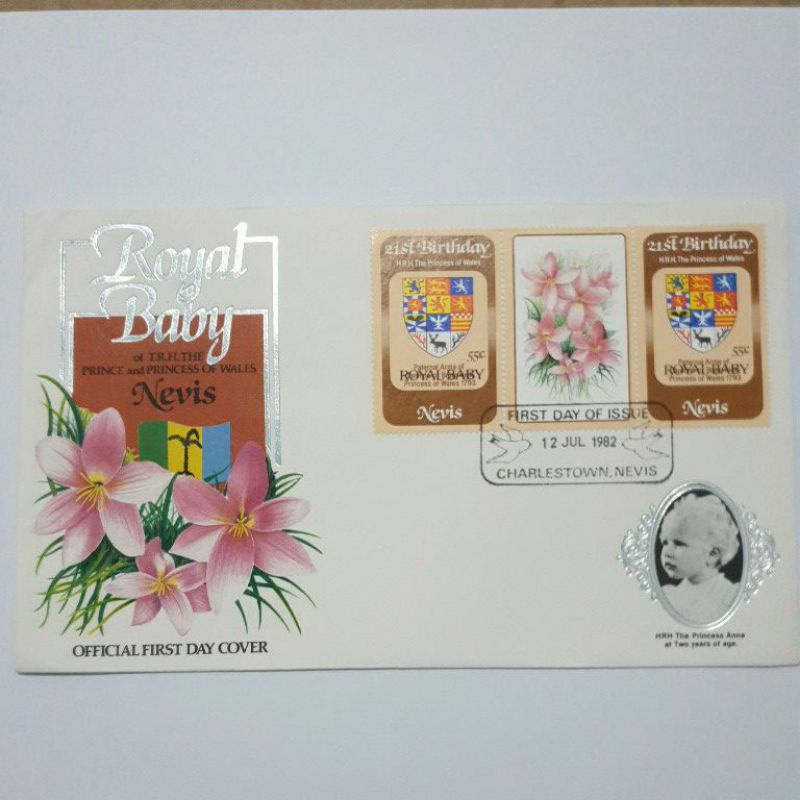 Royal
Baby
of T.R.H. THE
PRINCE and PRINCESS OF WALES
Nevis
OFFICIAL FIRST DAY COVER
21st Birthday
H.R.H. The Princess of Wales
55c
Paternal Arms of
ROYAL BABY
Princess of Wales 1793
Nevis
21st Birthday
H.R.H. The Princess of Wales
55c
Paternal Arms of
ROYAL BABY
Princess of Wales 1793
Nevis
FIRST DAY OF ISSUE
12 JUL 1982
CHARLESTOWN, NEVIS
HRH The Princess Anne
at Two years of age.